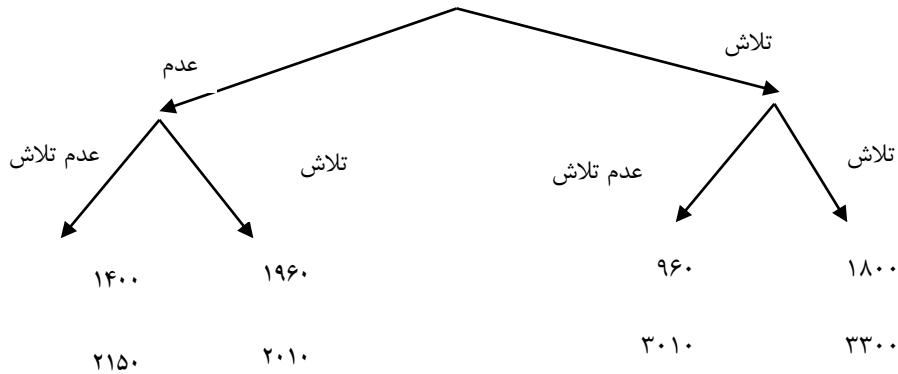 تلاش
عدم
تلاش
عدم تلاش
تلاش
عدم تلاش
۱۸۰۰
۹۶۰
۱۹۶۰
۱۴۰۰
۳۳۰۰
۳۰۱۰
۲۰۱۰
۲۱۵۰